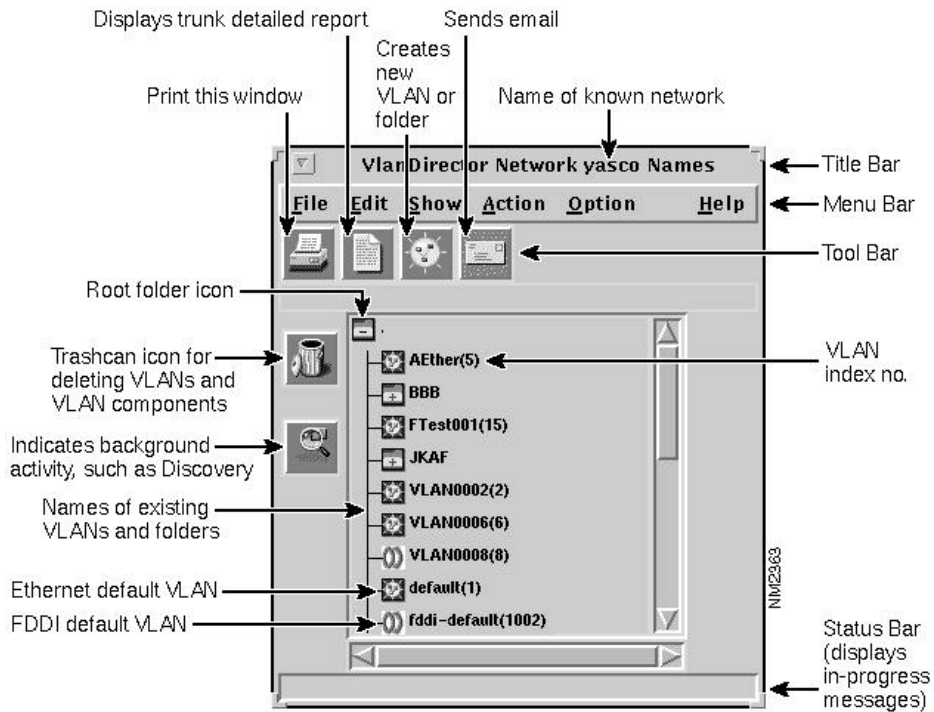 Displays trunk detailed report
Sends email
Creates
new
VLAN or
folder
Print this window
Name of known network
VlanDirector Network yasco Names
Title Bar
File Edit Show Action Option Help
Menu Bar
Tool Bar
Root folder icon
.
Trashcan icon for
deleting VLANs and
VLAN components
AEther(5)
VLAN
index no.
BBB
FTest001(15)
Indicates background
activity, such as Discovery
JKAF
VLAN0002(2)
Names of existing
VLANs and folders
VLAN0006(6)
VLAN0008(8)
Ethernet default VLAN
default(1)
FDDI default VLAN
fddi-default(1002)
NM2363
Status Bar
(displays
in-progress
messages)